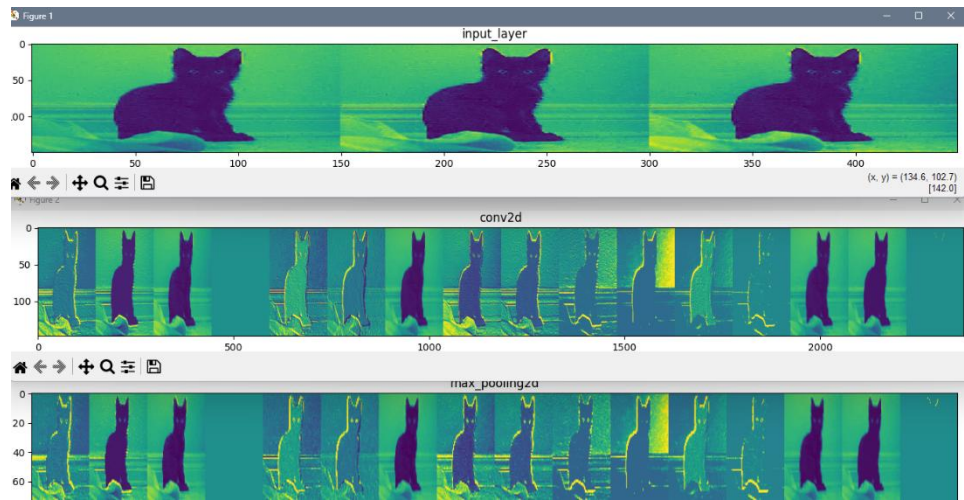 Figure 1
input_layer
0
50
100
0 50 100 150 200 250 300 350 400
(x, y) = (134.6, 102.7)
[142.0]
Figure 2
conv2d
0
50
100
0 500 1000 1500 2000
max_pooling2d
0
20
40
60